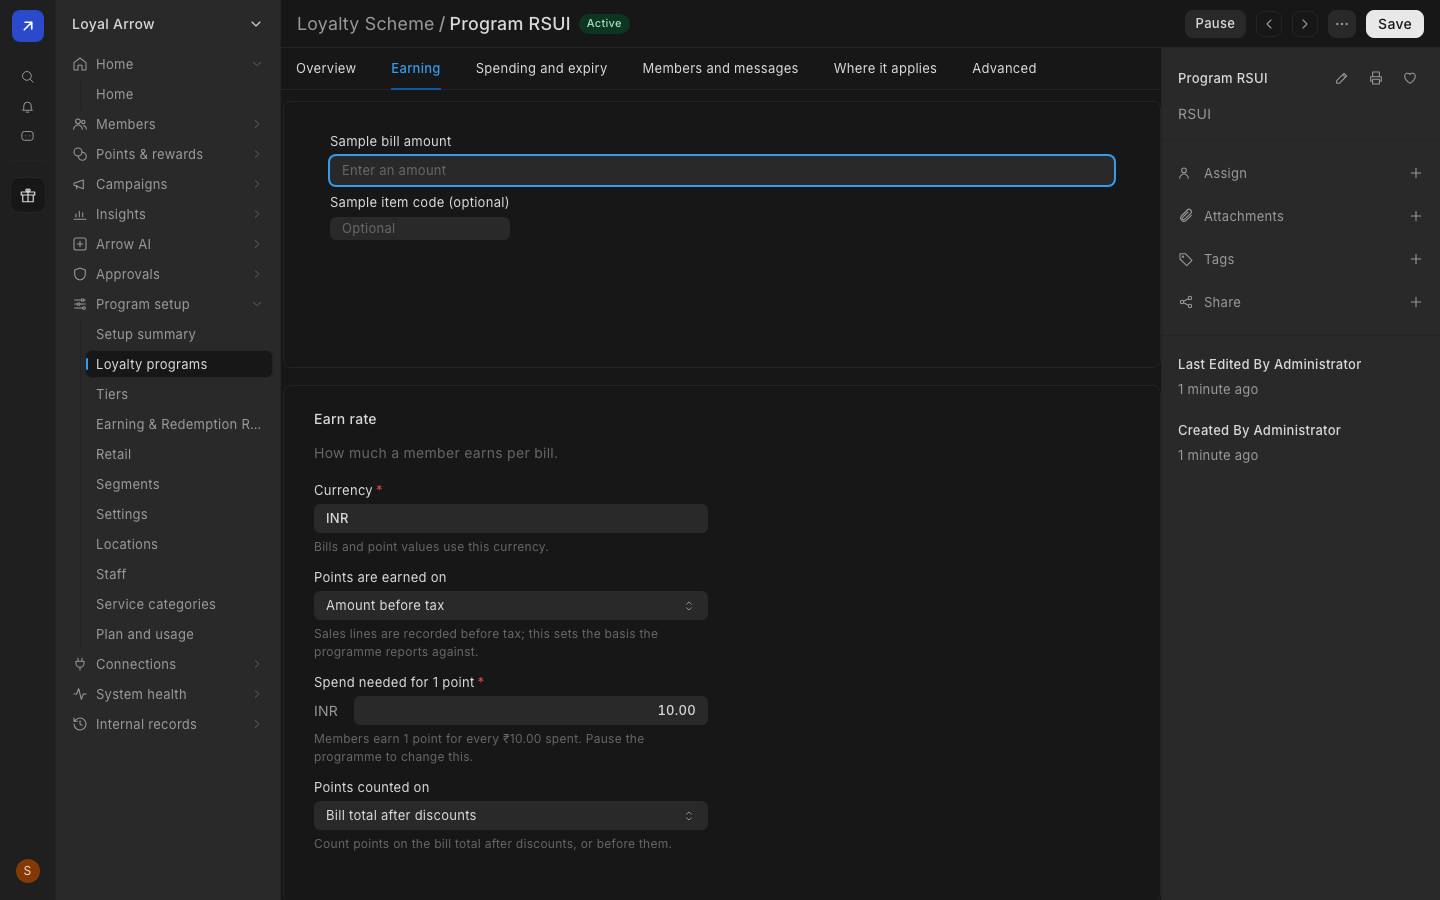 Loyal Arrow
Home
Home
Members
Points & rewards
Campaigns
Insights
Arrow AI
Approvals
Program setup
Setup summary
Loyalty programs
Tiers
Earning & Redemption R...
Retail
Segments
Settings
Locations
Staff
Service categories
Plan and usage
Connections
System health
Internal records
S
Loyalty Scheme / Program RSUI Active
Pause
Save
Overview Earning Spending and expiry Members and messages Where it applies Advanced
Sample bill amount
Enter an amount
Sample item code (optional)
Optional
Earn rate
How much a member earns per bill.
Currency *
INR
Bills and point values use this currency.
Points are earned on
Amount before tax
Sales lines are recorded before tax; this sets the basis the
programme reports against.
Spend needed for 1 point *
INR 10.00
Members earn 1 point for every ₹10.00 spent. Pause the
programme to change this.
Points counted on
Bill total after discounts
Count points on the bill total after discounts, or before them.
Program RSUI
RSUI
Assign
Attachments
Tags
Share
Last Edited By Administrator
1 minute ago
Created By Administrator
1 minute ago